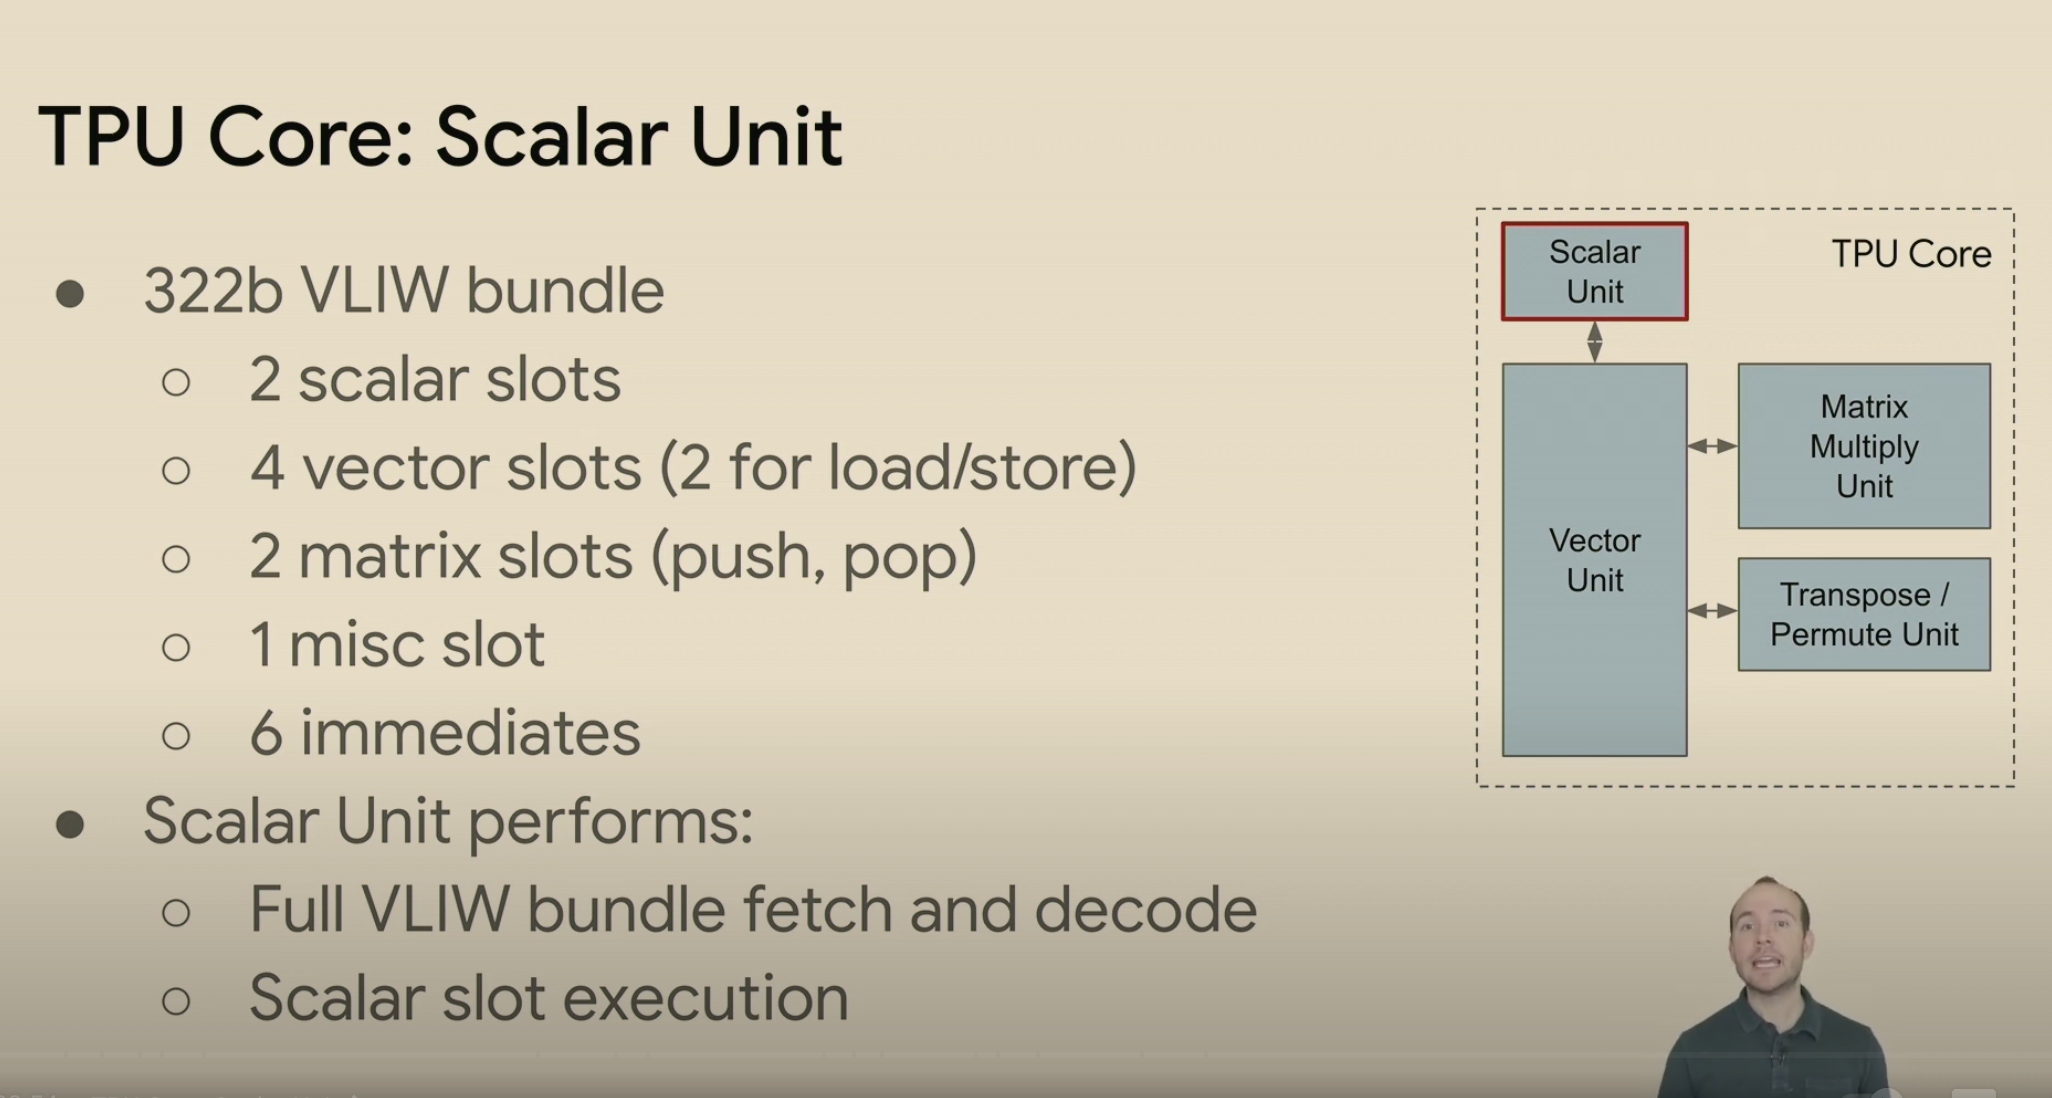 TPU Core: Scalar Unit
● 322b VLIW bundle
○ 2 scalar slots
○ 4 vector slots (2 for load/store)
○ 2 matrix slots (push, pop)
○ 1 misc slot
○ 6 immediates
● Scalar Unit performs:
○ Full VLIW bundle fetch and decode
○ Scalar slot execution
TPU Core
Scalar
Unit
Vector
Unit
Matrix
Multiply
Unit
Transpose /
Permute Unit